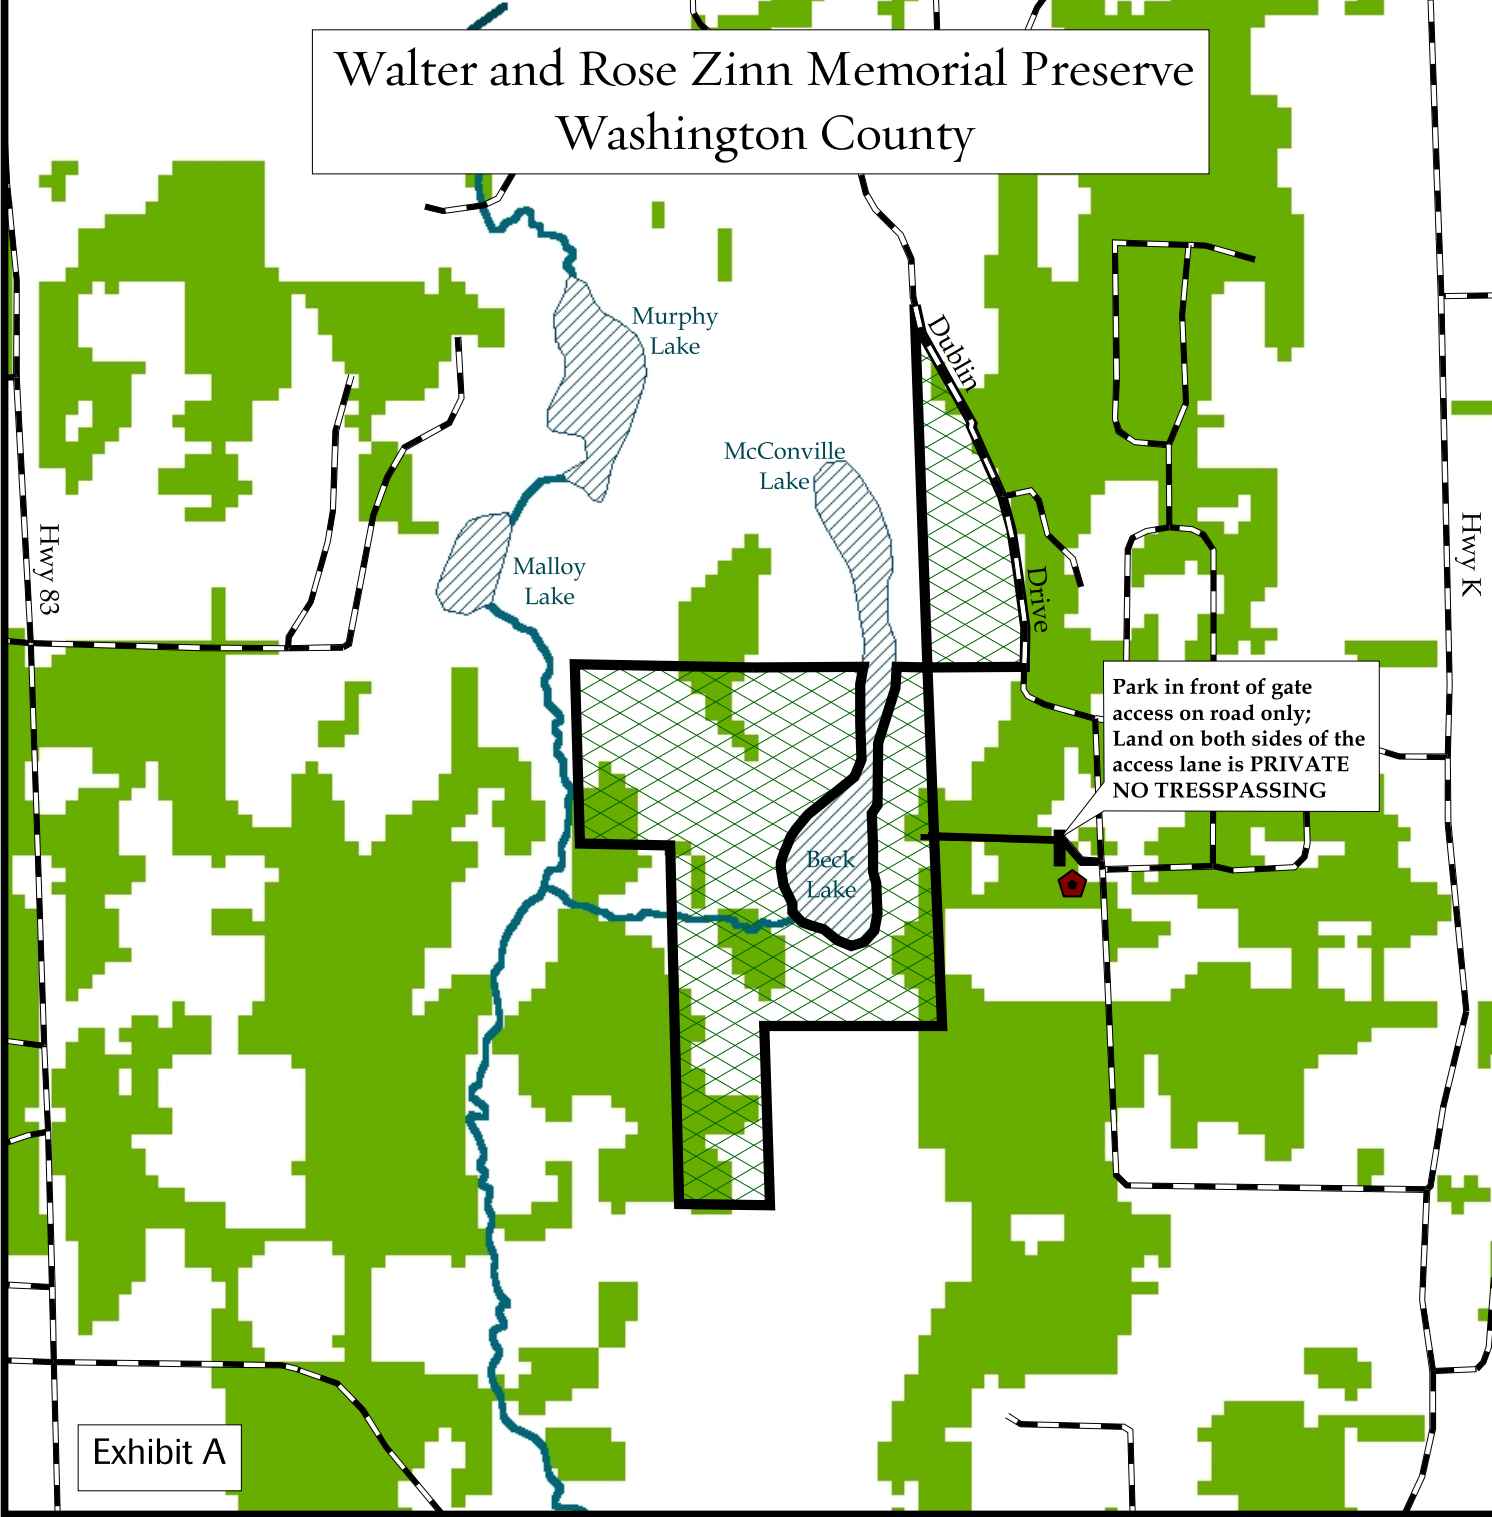 Walter and Rose Zinn Memorial Preserve
Washington County
Murphy
Lake
Dublin
McConville
Lake
Hwy 83
Hwy K
Malloy
Lake
Drive
Park in front of gate
access on road only;
Land on both sides of the
access lane is PRIVATE
NO TRESSPASSING
Beck
Lake
Exhibit A